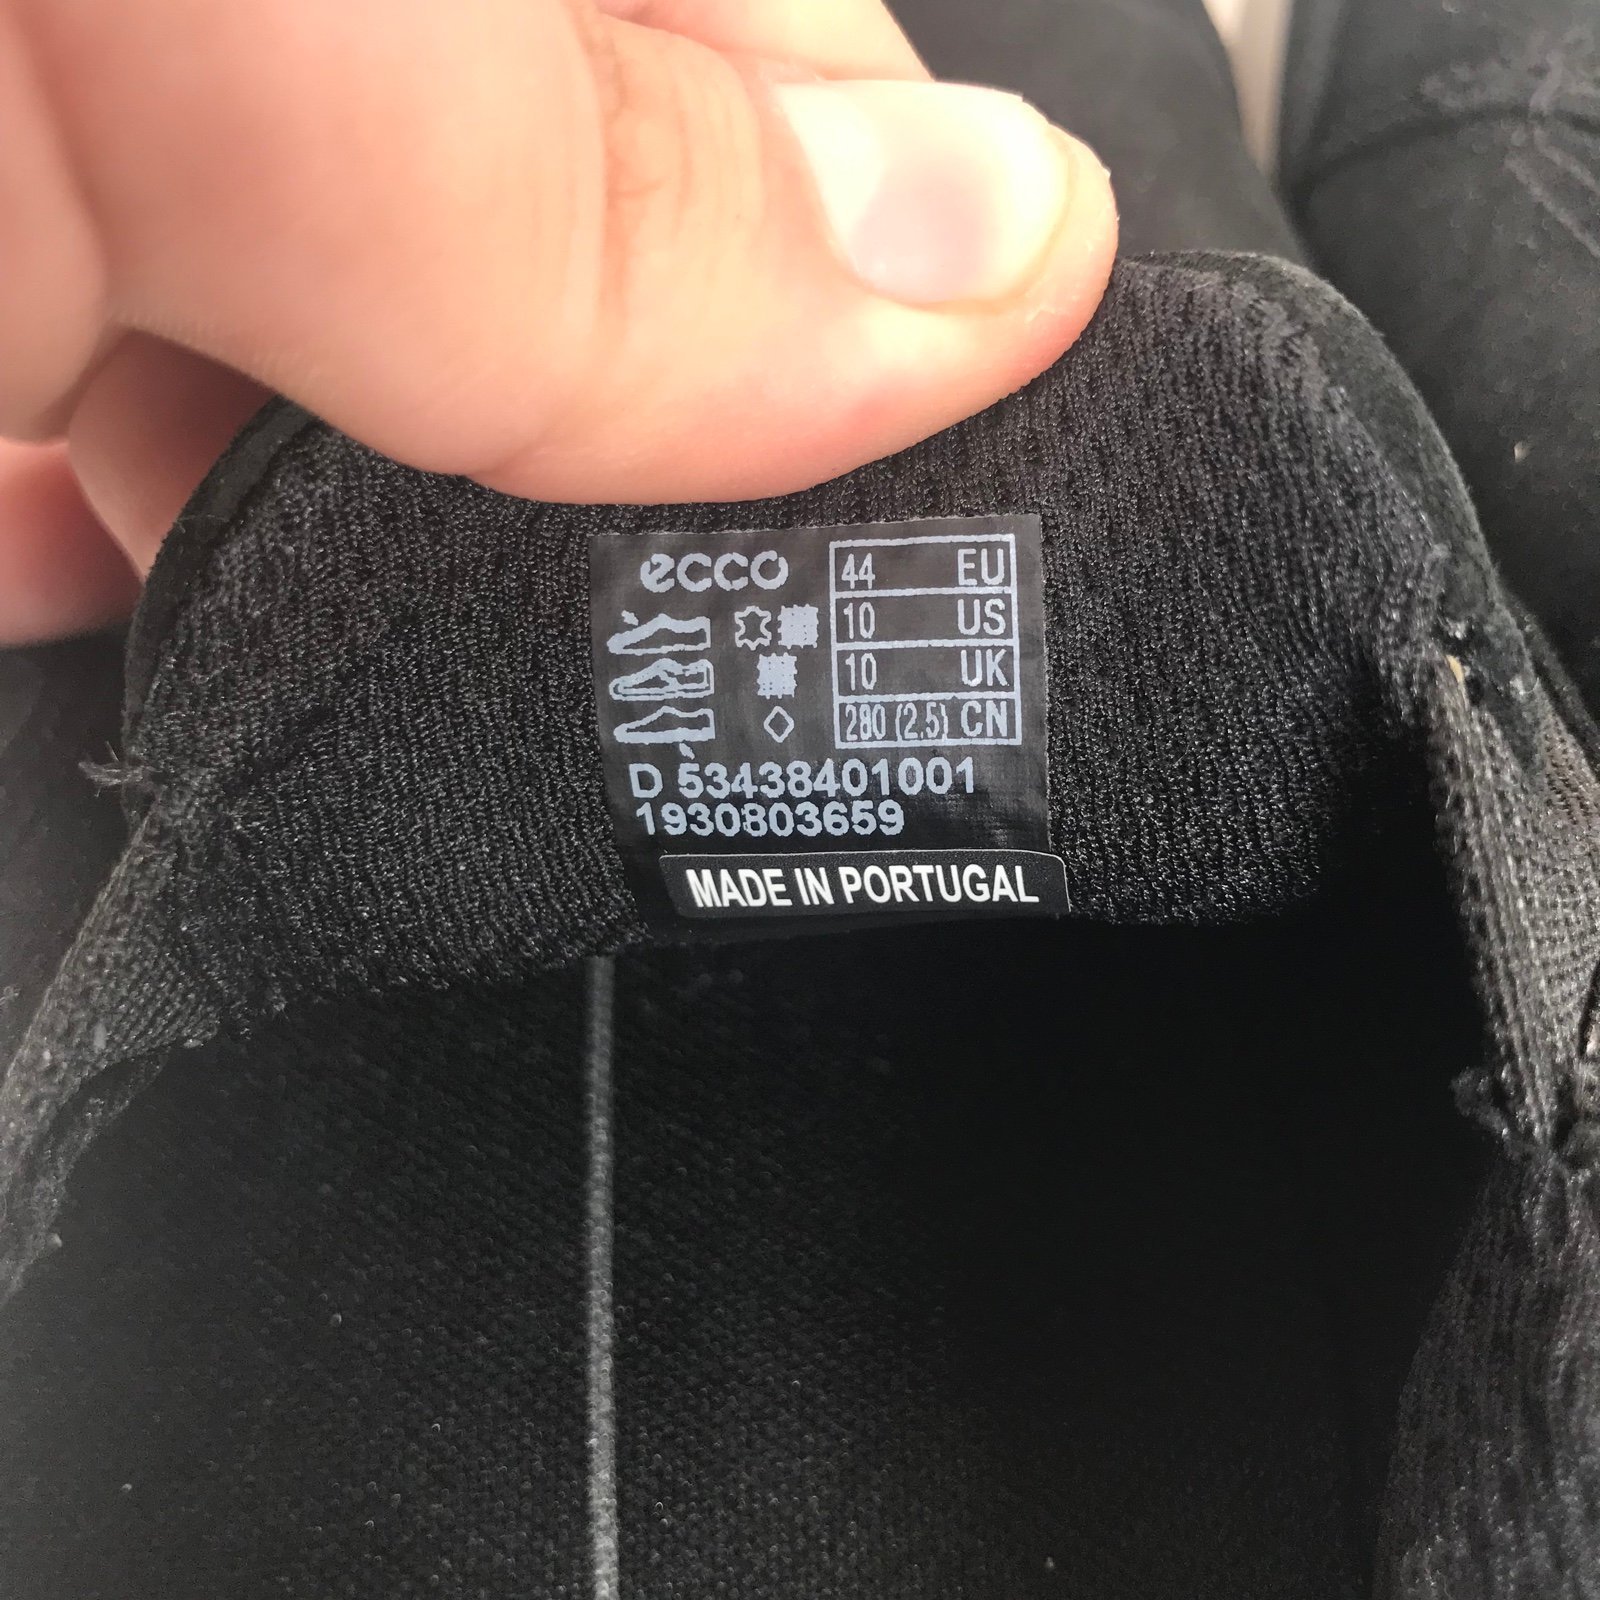 ecco
44 EU
10 US
10 UK
280 (2,5) CN
D 53438401001
1930803659
MADE IN PORTUGAL